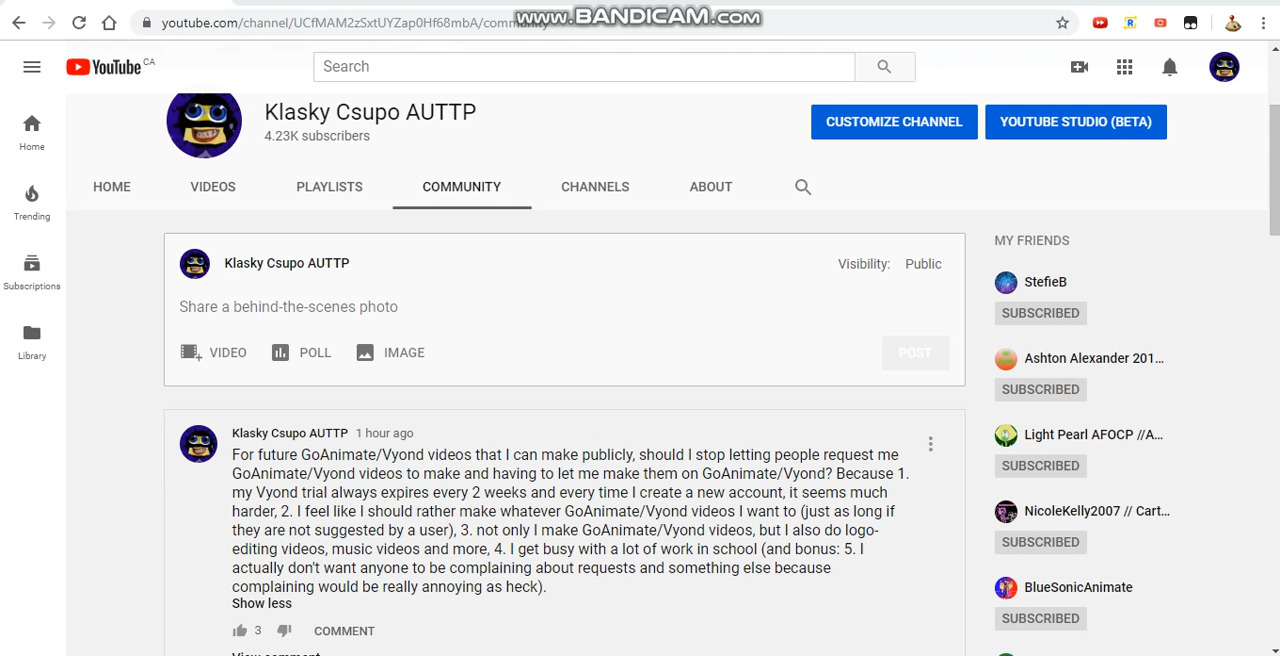 youtube.com/channel/UCfMAM2zSxtUYZap0Hf68mbA/community
www.BANDICAM.com
YouTube CA
Search
Klasky Csupo AUTTP
4.23K subscribers
CUSTOMIZE CHANNEL
YOUTUBE STUDIO (BETA)
Home
Trending
Subscriptions
Library
HOME
VIDEOS
PLAYLISTS
COMMUNITY
CHANNELS
ABOUT
Klasky Csupo AUTTP
Visibility: Public
Share a behind-the-scenes photo
VIDEO
POLL
IMAGE
POST
Klasky Csupo AUTTP 1 hour ago
For future GoAnimate/Vyond videos that I can make publicly, should I stop letting people request me
GoAnimate/Vyond videos to make and having to let me make them on GoAnimate/Vyond? Because 1.
my Vyond trial always expires every 2 weeks and every time I create a new account, it seems much
harder, 2. I feel like I should rather make whatever GoAnimate/Vyond videos I want to (just as long if
they are not suggested by a user), 3. not only I make GoAnimate/Vyond videos, but I also do logo-
editing videos, music videos and more, 4. I get busy with a lot of work in school (and bonus: 5. I
actually don't want anyone to be complaining about requests and something else because
complaining would be really annoying as heck).
Show less
3
COMMENT
View comment
MY FRIENDS
StefieB
SUBSCRIBED
Ashton Alexander 201...
SUBSCRIBED
Light Pearl AFOCP //A...
SUBSCRIBED
NicoleKelly2007 // Cart...
SUBSCRIBED
BlueSonicAnimate
SUBSCRIBED